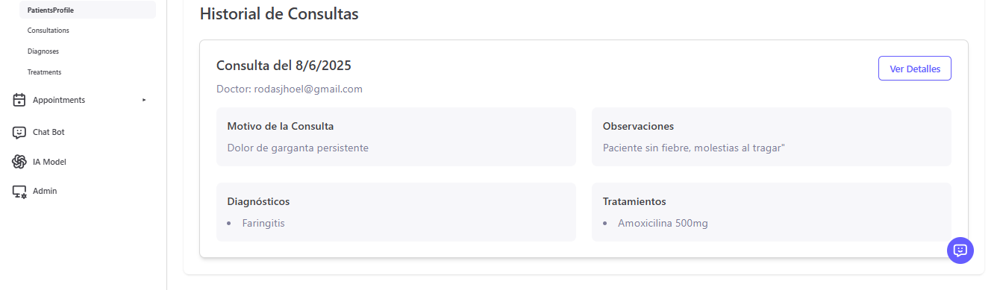 PatientsProfile
Consultations
Diagnoses
Treatments
Appointments
Chat Bot
IA Model
Admin
Historial de Consultas
Consulta del 8/6/2025
Ver Detalles
Doctor: rodasjhoel@gmail.com
Motivo de la Consulta
Dolor de garganta persistente
Observaciones
Paciente sin fiebre, molestias al tragar"
Diagnósticos
• Faringitis
Tratamientos
• Amoxicilina 500mg